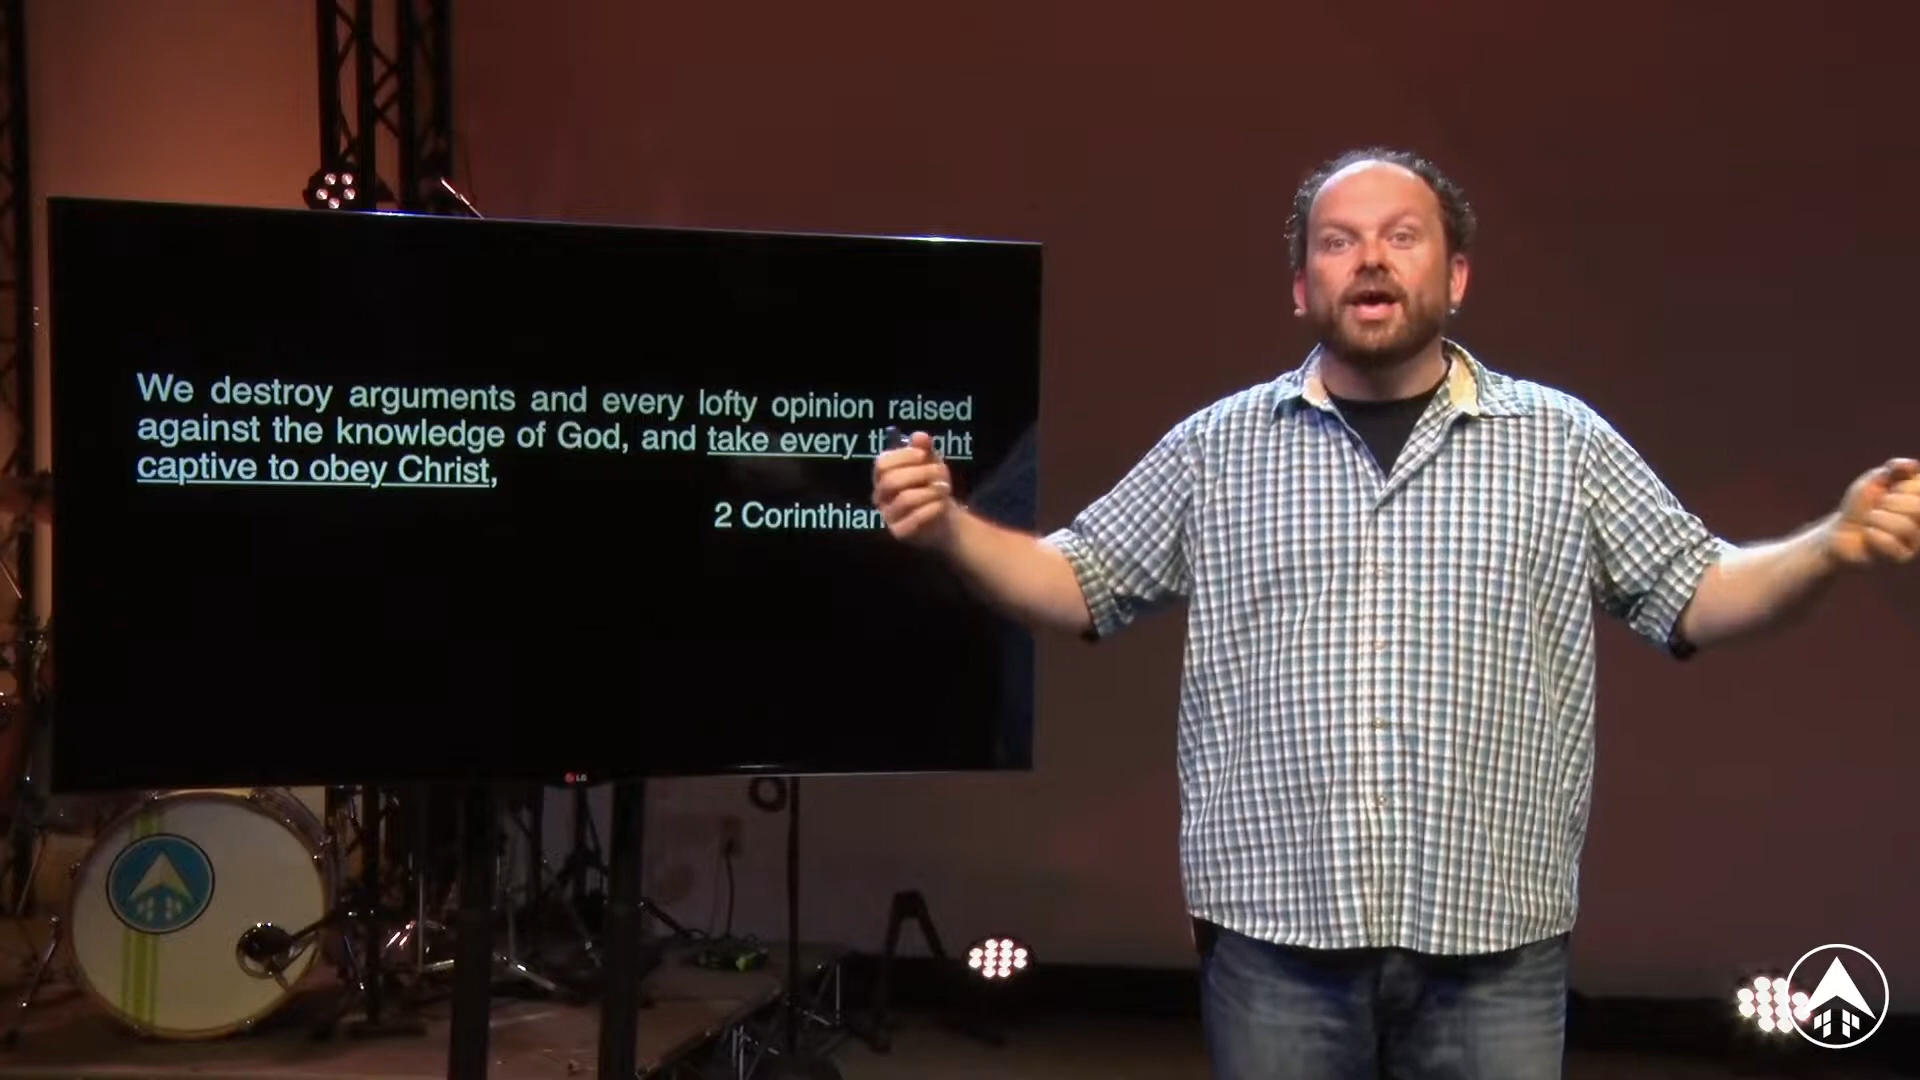 We destroy arguments and every lofty opinion raised
against the knowledge of God, and take every
captive to obey Christ,
2
LG